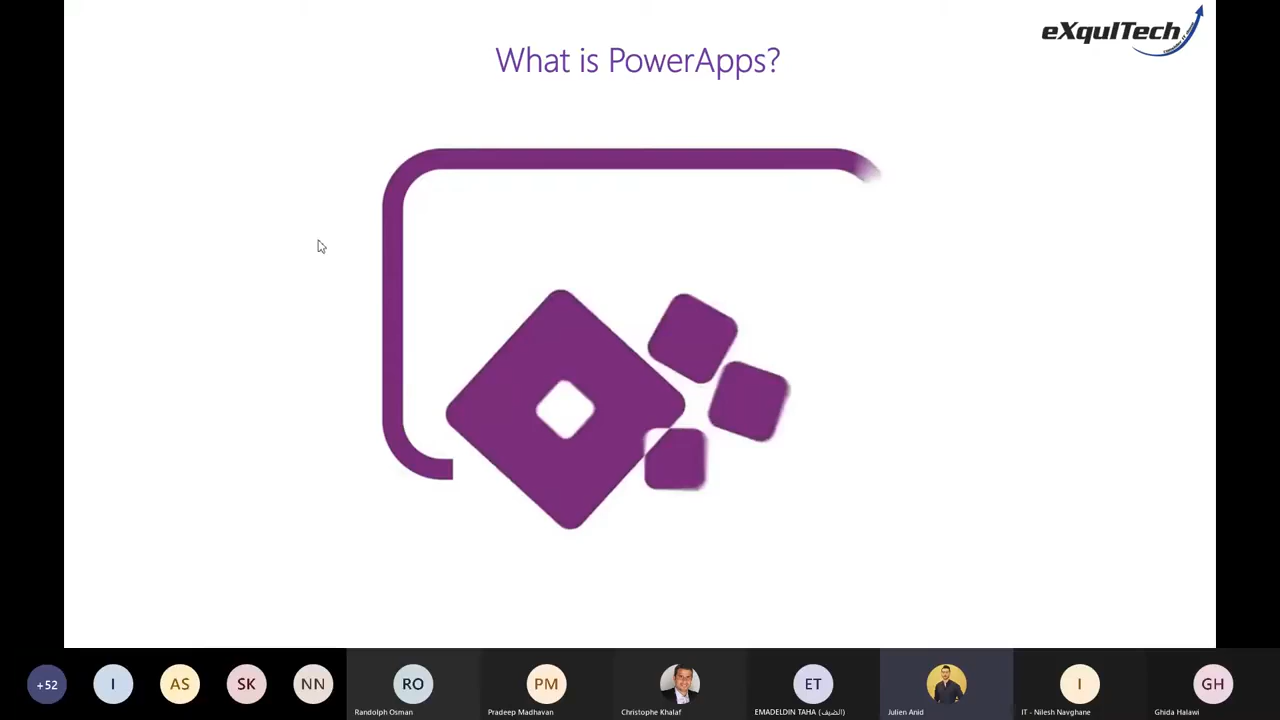 eXquITech
What is PowerApps?
+52
I
AS
SK
NN
RO
PM
ET
I
GH
Randolph Osman
Pradeep Madhavan
Christophe Khalaf
EMADELDIN TAHA (الضيف)
Julien Anid
IT - Nilesh Navghane
Ghida Halawi